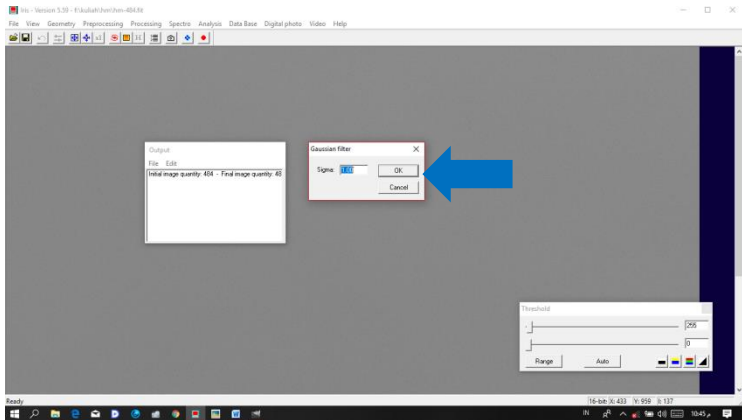 Iris - Version 5.59 - F:\kuliah\hm\hm-484.fit
File View Geometry Preprocessing Processing Spectro Analysis Data Base Digital photo Video Help
Output
File Edit
Initial image quantity: 484 - Final image quantity: 48
Gaussian filter
Sigma
OK
Cancel
Threshold
255
0
Range Auto
Ready
16-bit X: 433 Y: 959 I: 137
IN
10:45